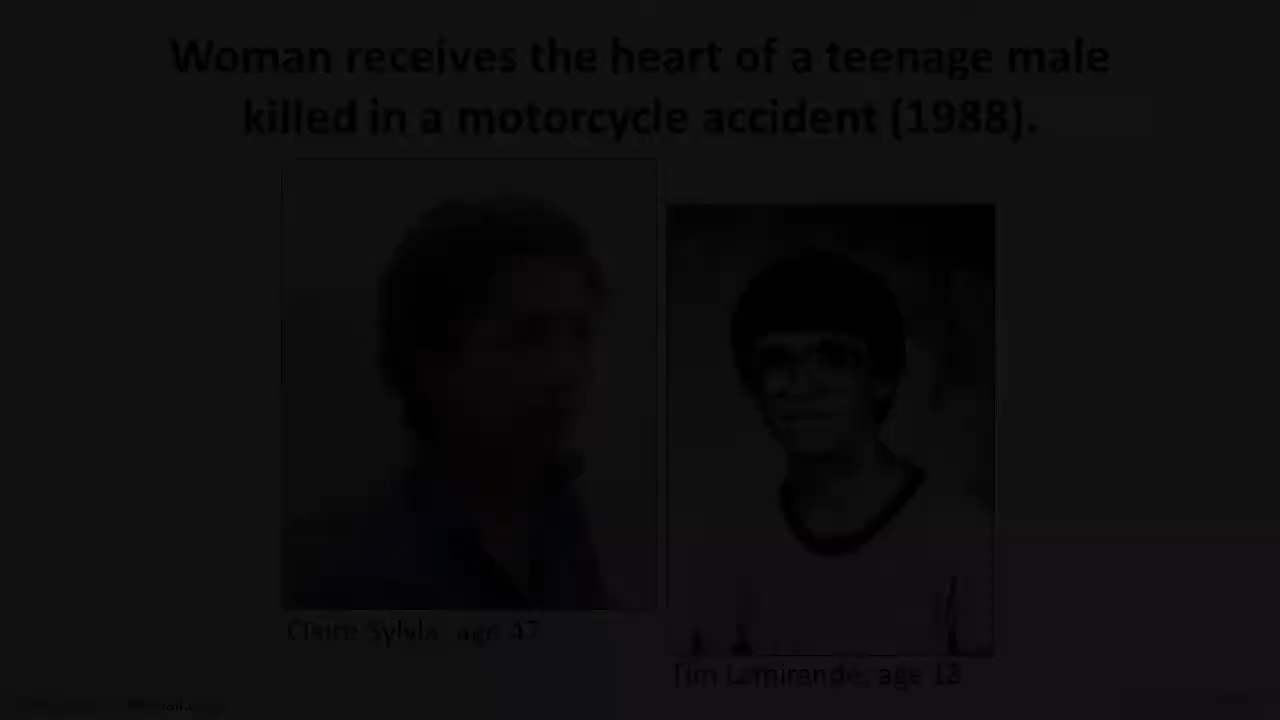 Woman receives the heart of a teenage male
killed in a motorcycle accident (1988).
Claire Sylvia, age 47
Tim Lamirande, age 18